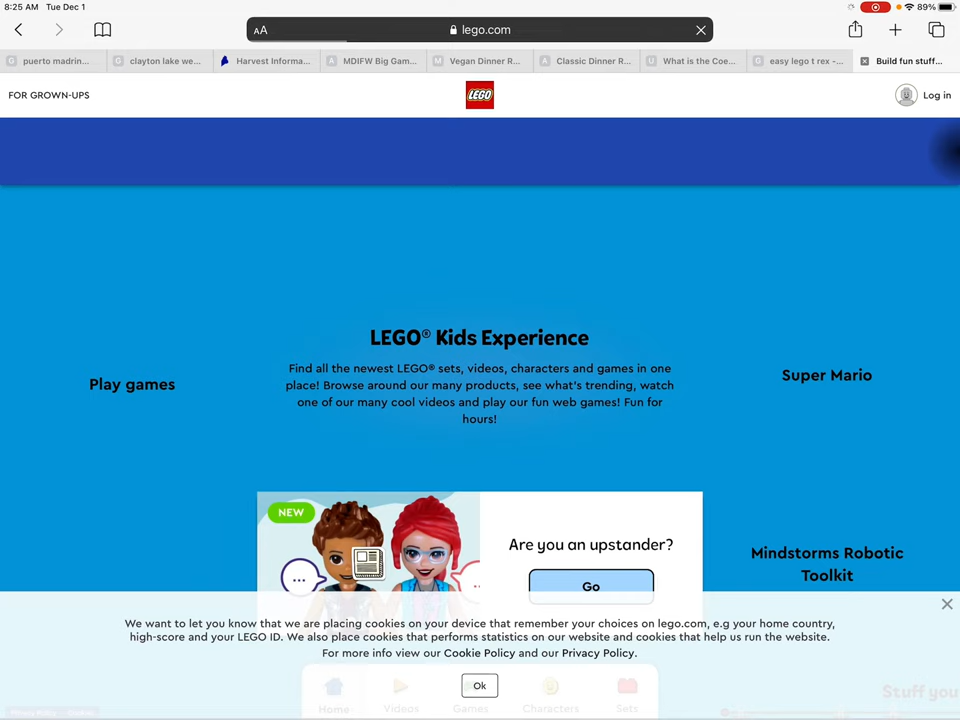 8:25 AM Tue Dec 1
89%
AA
lego.com
puerto madrin...
clayton lake we...
Harvest Informa...
MDIFW Big Gam...
Vegan Dinner R...
Classic Dinner R...
What is the Coe...
easy lego t rex -...
Build fun stuff...
FOR GROWN-UPS
LEGO
Log in
LEGO® Kids Experience
Find all the newest LEGO® sets, videos, characters and games in one
place! Browse around our many products, see what's trending, watch
one of our many cool videos and play our fun web games! Fun for
hours!
Play games
Super Mario
NEW
Are you an upstander?
Go
Mindstorms Robotic
Toolkit
We want to let you know that we are placing cookies on your device that remember your choices on lego.com, e.g your home country,
high-score and your LEGO ID. We also place cookies that performs statistics on our website and cookies that help us run the website.
For more info view our Cookie Policy and our Privacy Policy.
Ok
Home
Videos
Games
Characters
Sets
Stuff you